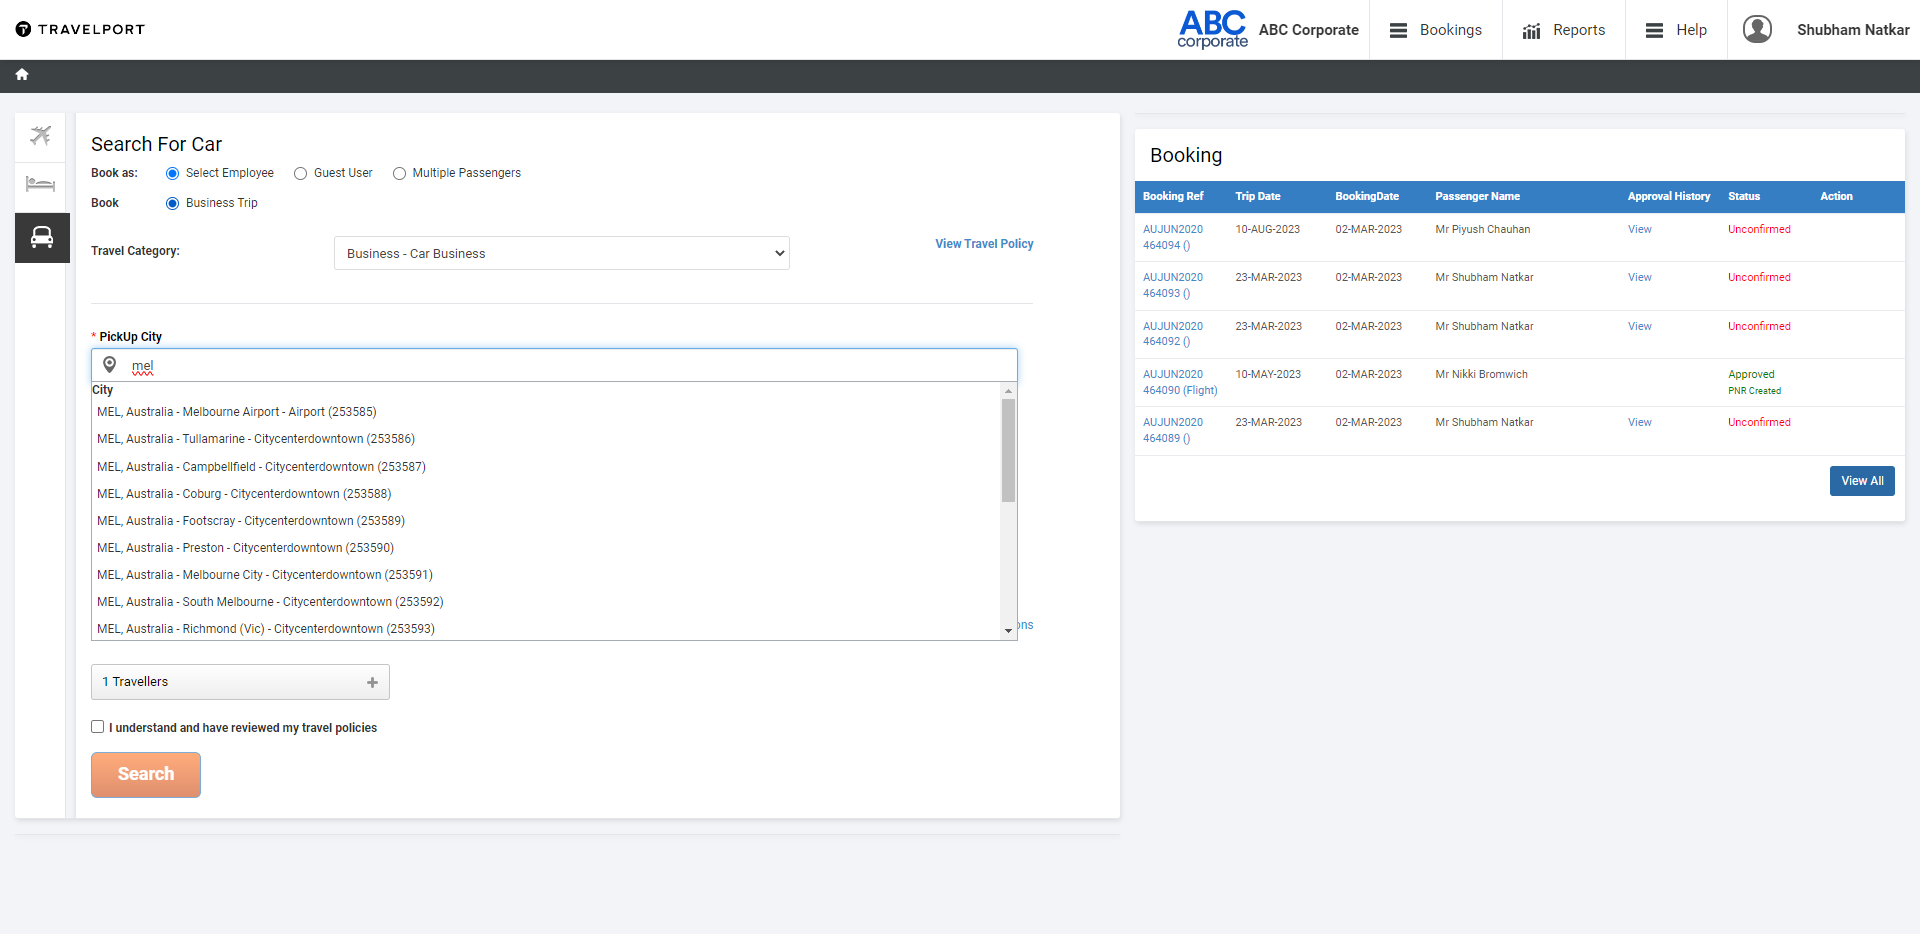 TRAVELPORT
ABC corporate
ABC Corporate
Bookings
Reports
Help
Shubham Natkar
Search For Car
Book as: Select Employee Guest User Multiple Passengers
Book Business Trip
Travel Category: Business - Car Business View Travel Policy
* PickUp City
mel
City
MEL, Australia - Melbourne Airport - Airport (253585)
MEL, Australia - Tullamarine - Citycenterdowntown (253586)
MEL, Australia - Campbellfield - Citycenterdowntown (253587)
MEL, Australia - Coburg - Citycenterdowntown (253588)
MEL, Australia - Footscray - Citycenterdowntown (253589)
MEL, Australia - Preston - Citycenterdowntown (253590)
MEL, Australia - Melbourne City - Citycenterdowntown (253591)
MEL, Australia - South Melbourne - Citycenterdowntown (253592)
MEL, Australia - Richmond (Vic) - Citycenterdowntown (253593)
1 Travellers +
I understand and have reviewed my travel policies
Search
Booking
Booking Ref Trip Date BookingDate Passenger Name Approval History Status Action
AUJUN2020 10-AUG-2023 02-MAR-2023 Mr Piyush Chauhan View Unconfirmed
464094 ()
AUJUN2020 23-MAR-2023 02-MAR-2023 Mr Shubham Natkar View Unconfirmed
464093 ()
AUJUN2020 23-MAR-2023 02-MAR-2023 Mr Shubham Natkar View Unconfirmed
464092 ()
AUJUN2020 10-MAY-2023 02-MAR-2023 Mr Nikki Bromwich Approved
464090 (Flight) PNR Created
AUJUN2020 23-MAR-2023 02-MAR-2023 Mr Shubham Natkar View Unconfirmed
464089 ()
View All